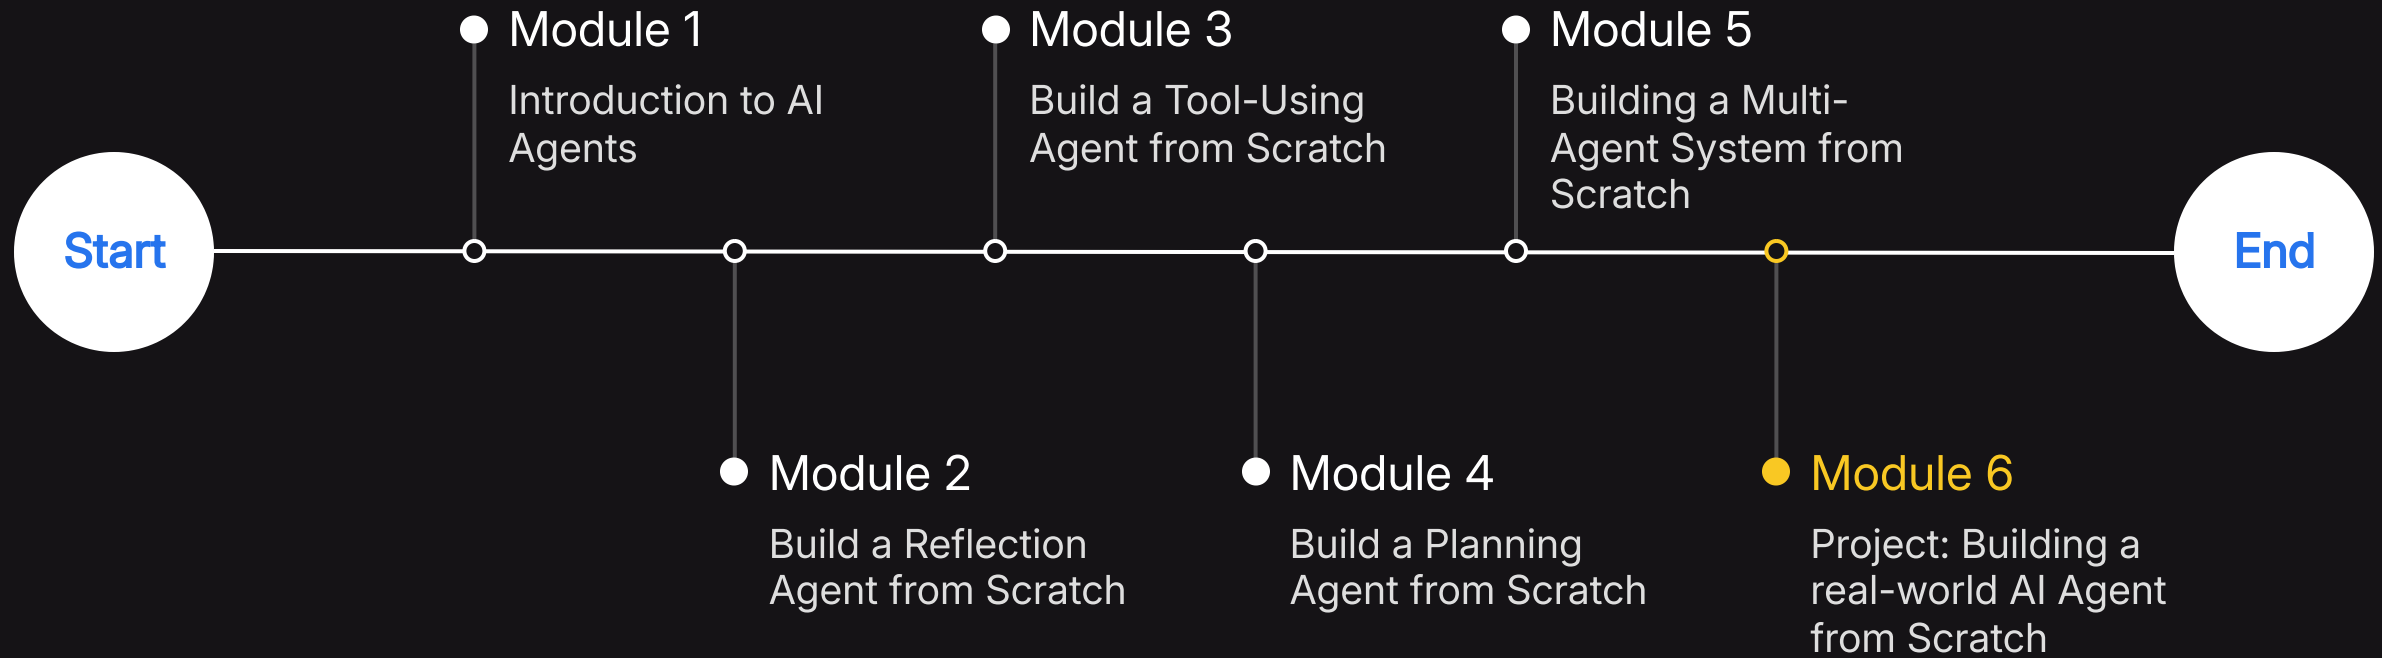 Start
Module 1
Introduction to AI
Agents
Module 2
Build a Reflection
Agent from Scratch
Module 3
Build a Tool-Using
Agent from Scratch
Module 4
Build a Planning
Agent from Scratch
Module 5
Building a Multi-
Agent System from
Scratch
Module 6
Project: Building a
real-world AI Agent
from Scratch
End